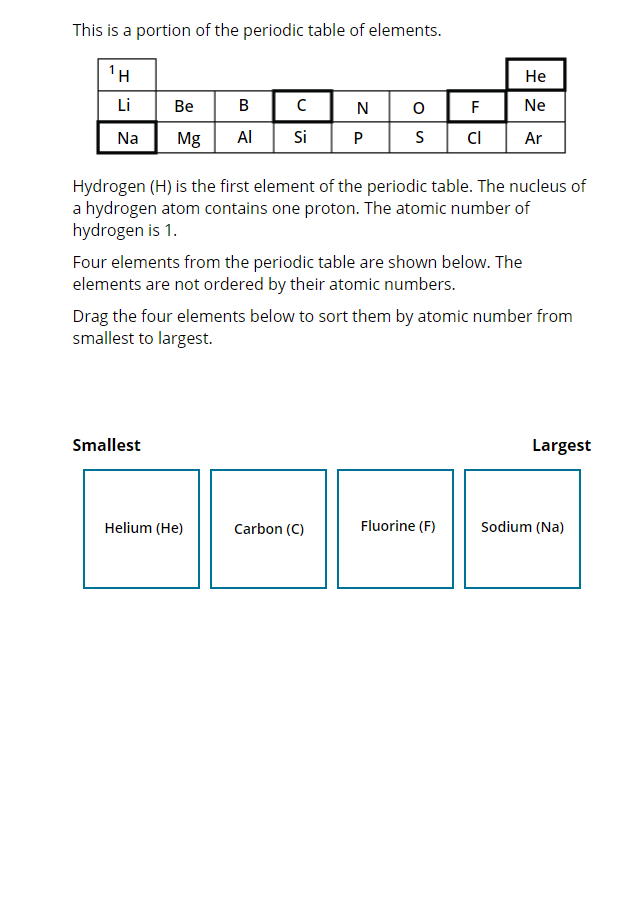 This is a portion of the periodic table of elements.
1 H He
Li Be B C N O F Ne
Na Mg Al Si P S Cl Ar
Hydrogen (H) is the first element of the periodic table. The nucleus of
a hydrogen atom contains one proton. The atomic number of
hydrogen is 1.
Four elements from the periodic table are shown below. The
elements are not ordered by their atomic numbers.
Drag the four elements below to sort them by atomic number from
smallest to largest.
Smallest Largest
Helium (He) Carbon (C) Fluorine (F) Sodium (Na)